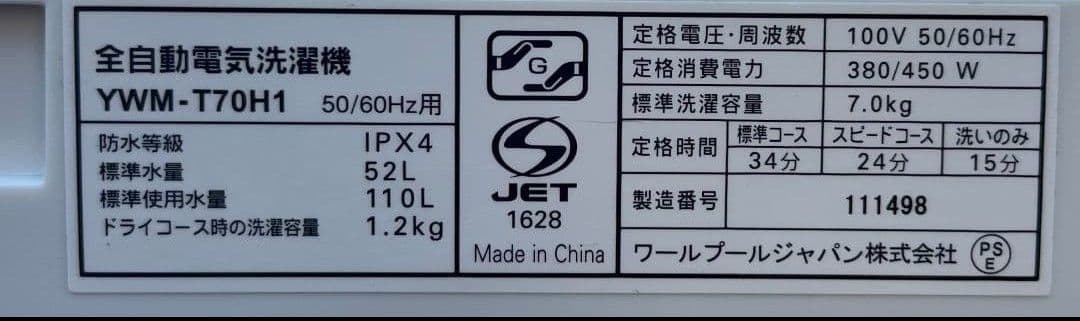 全自動電気洗濯機
YWM-T70H1 50/60Hz用
防水等級 IPX4
標準水量 52L
標準使用水量 110L
ドライコース時の洗濯容量 1.2kg
G
S
JET
1628
Made in China
定格電圧・周波数 100V 50/60Hz
定格消費電力 380/450 W
標準洗濯容量 7.0kg
定格時間 標準コース スピードコース 洗いのみ
34分 24分 15分
製造番号 111498
ワールプールジャパン株式会社 PSE